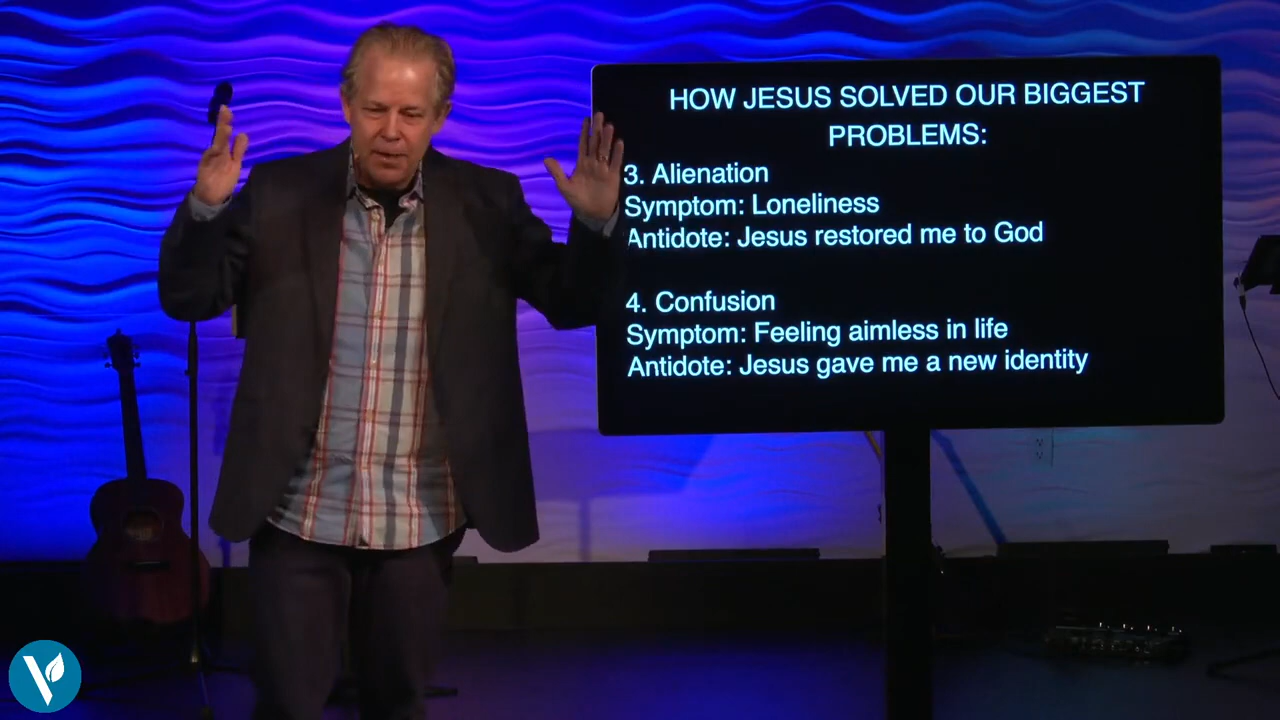 HOW JESUS SOLVED OUR BIGGEST
PROBLEMS:
3. Alienation
Symptom: Loneliness
Antidote: Jesus restored me to God
4. Confusion
Symptom: Feeling aimless in life
Antidote: Jesus gave me a new identity